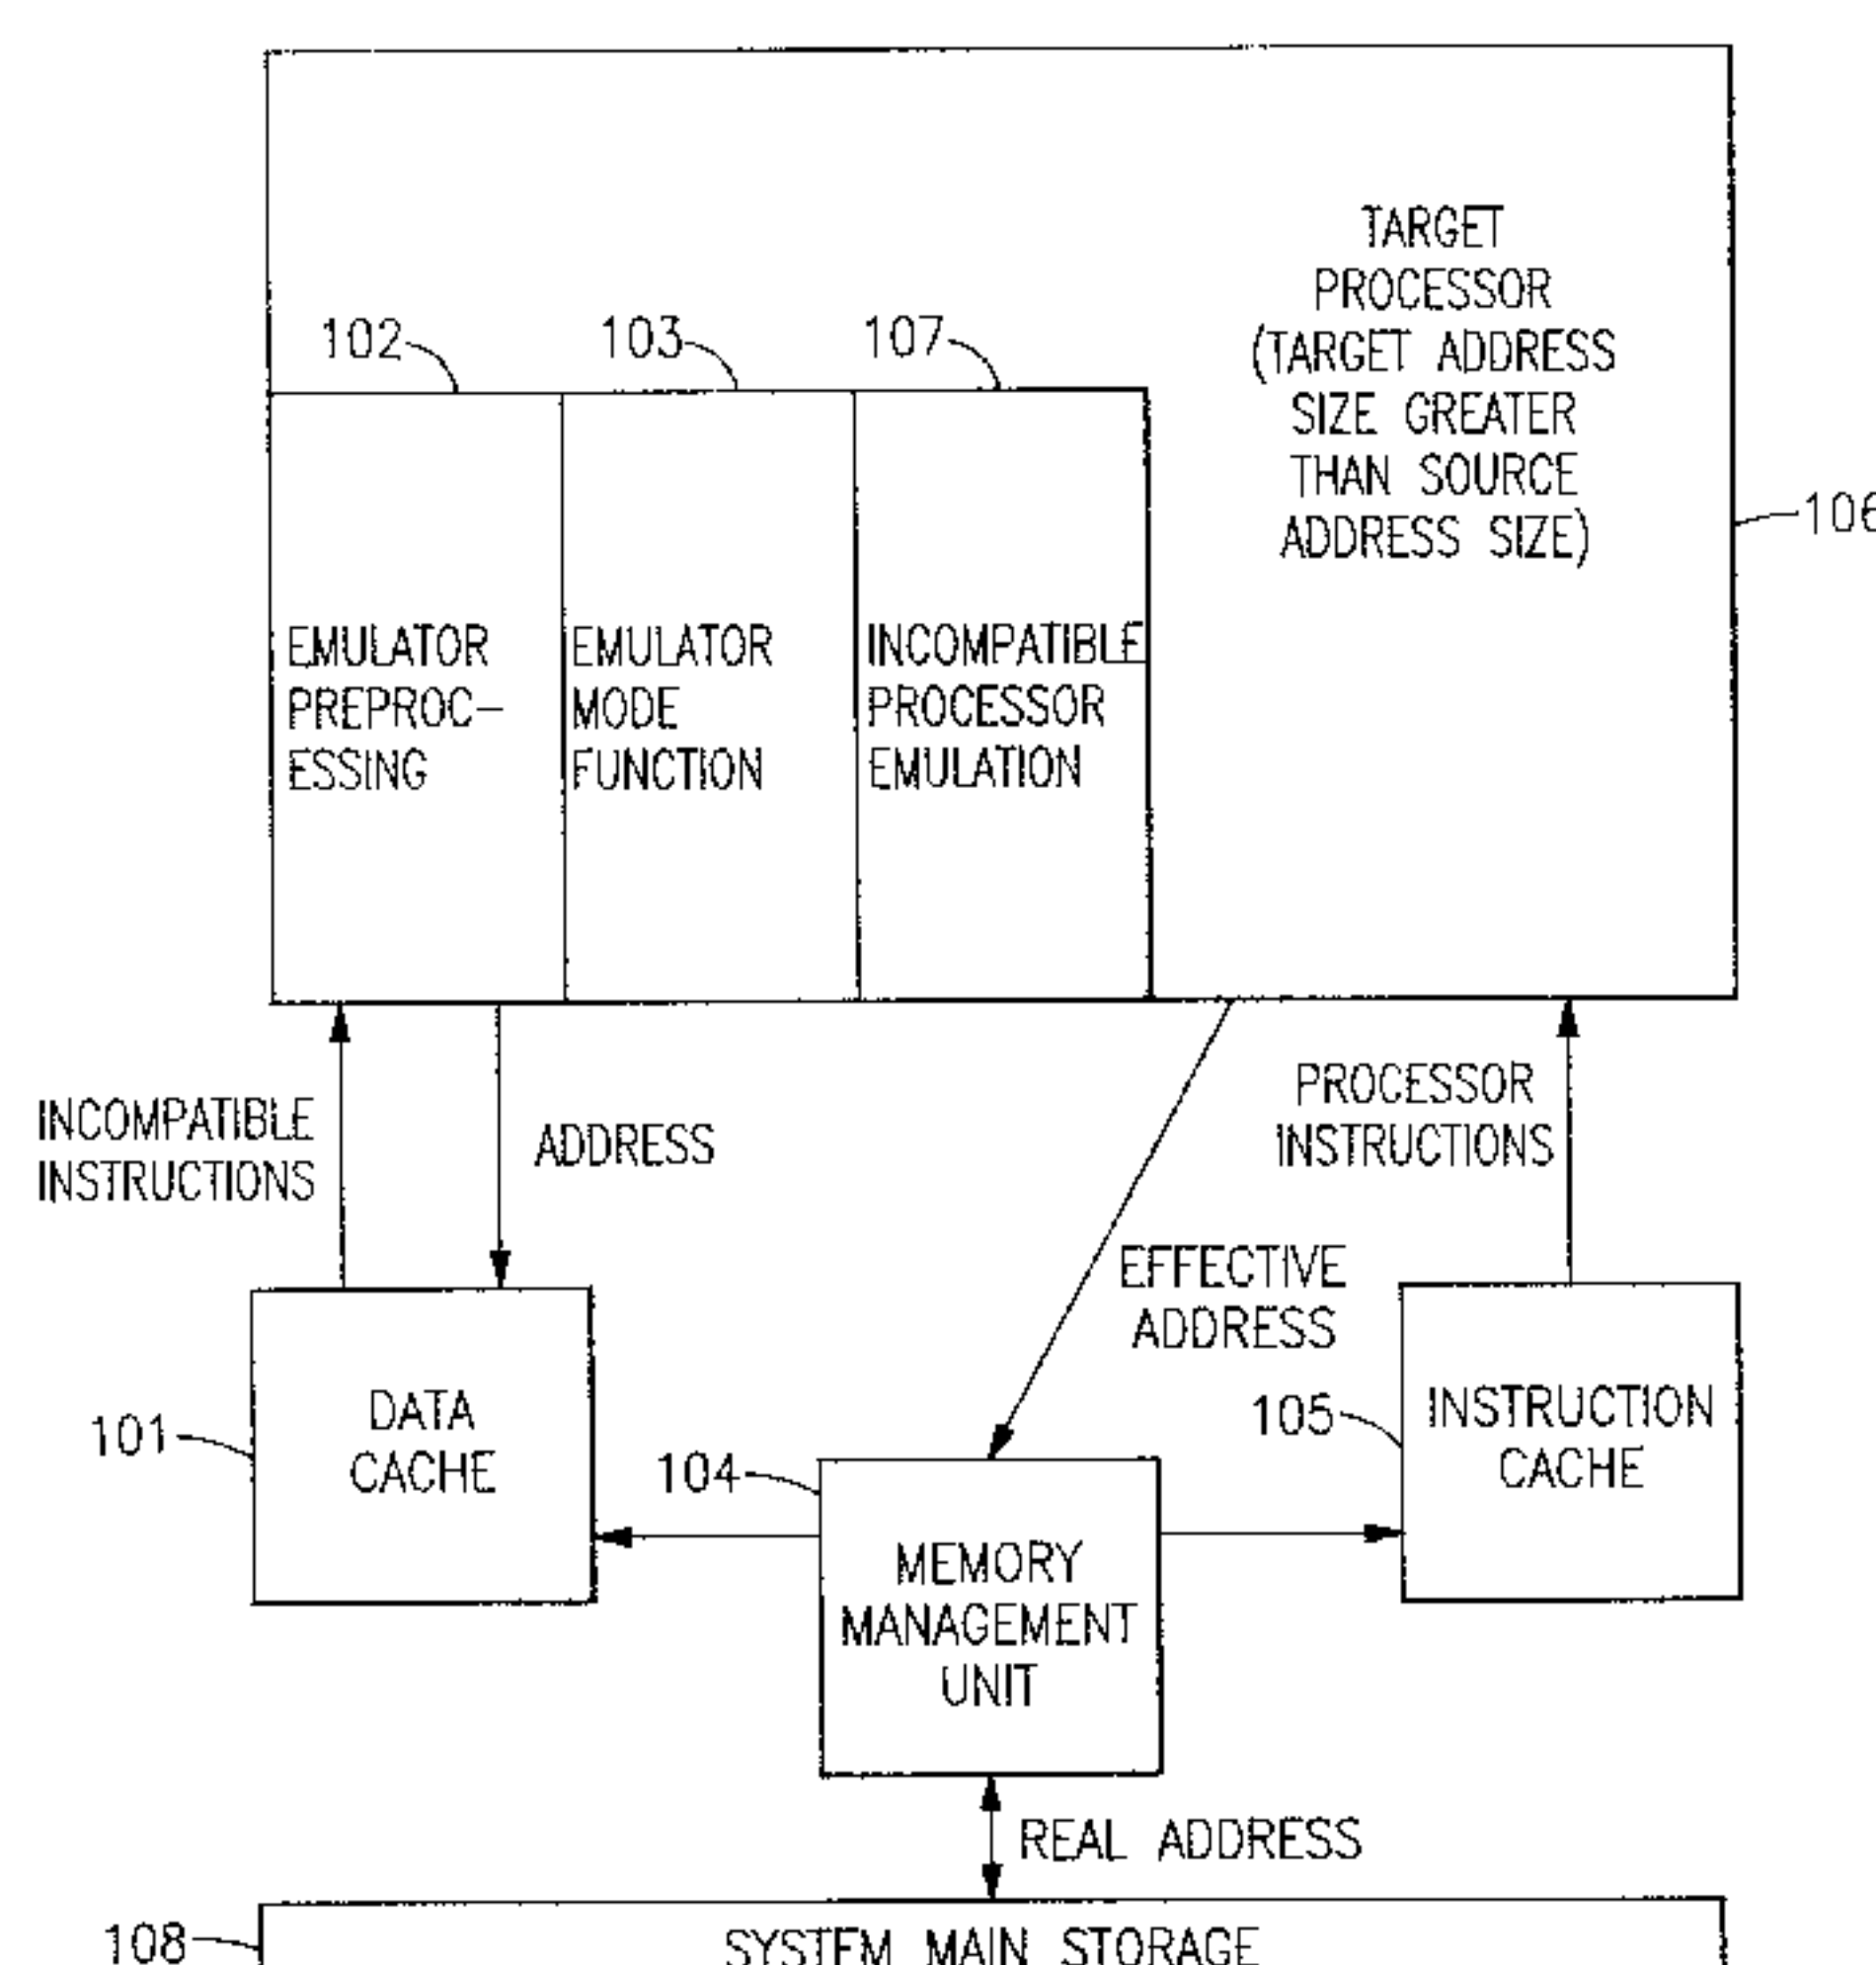 TARGET
PROCESSOR
(TARGET ADDRESS
SIZE GREATER
THAN SOURCE
ADDRESS SIZE)
102
103
107
106
EMULATOR
PREPROC-
ESSING
EMULATOR
MODE
FUNCTION
INCOMPATIBLE
PROCESSOR
EMULATION
INCOMPATIBLE
INSTRUCTIONS
ADDRESS
PROCESSOR
INSTRUCTIONS
EFFECTIVE
ADDRESS
101
DATA
CACHE
104
MEMORY
MANAGEMENT
UNIT
105
INSTRUCTION
CACHE
REAL ADDRESS
108
SYSTEM MAIN STORAGE